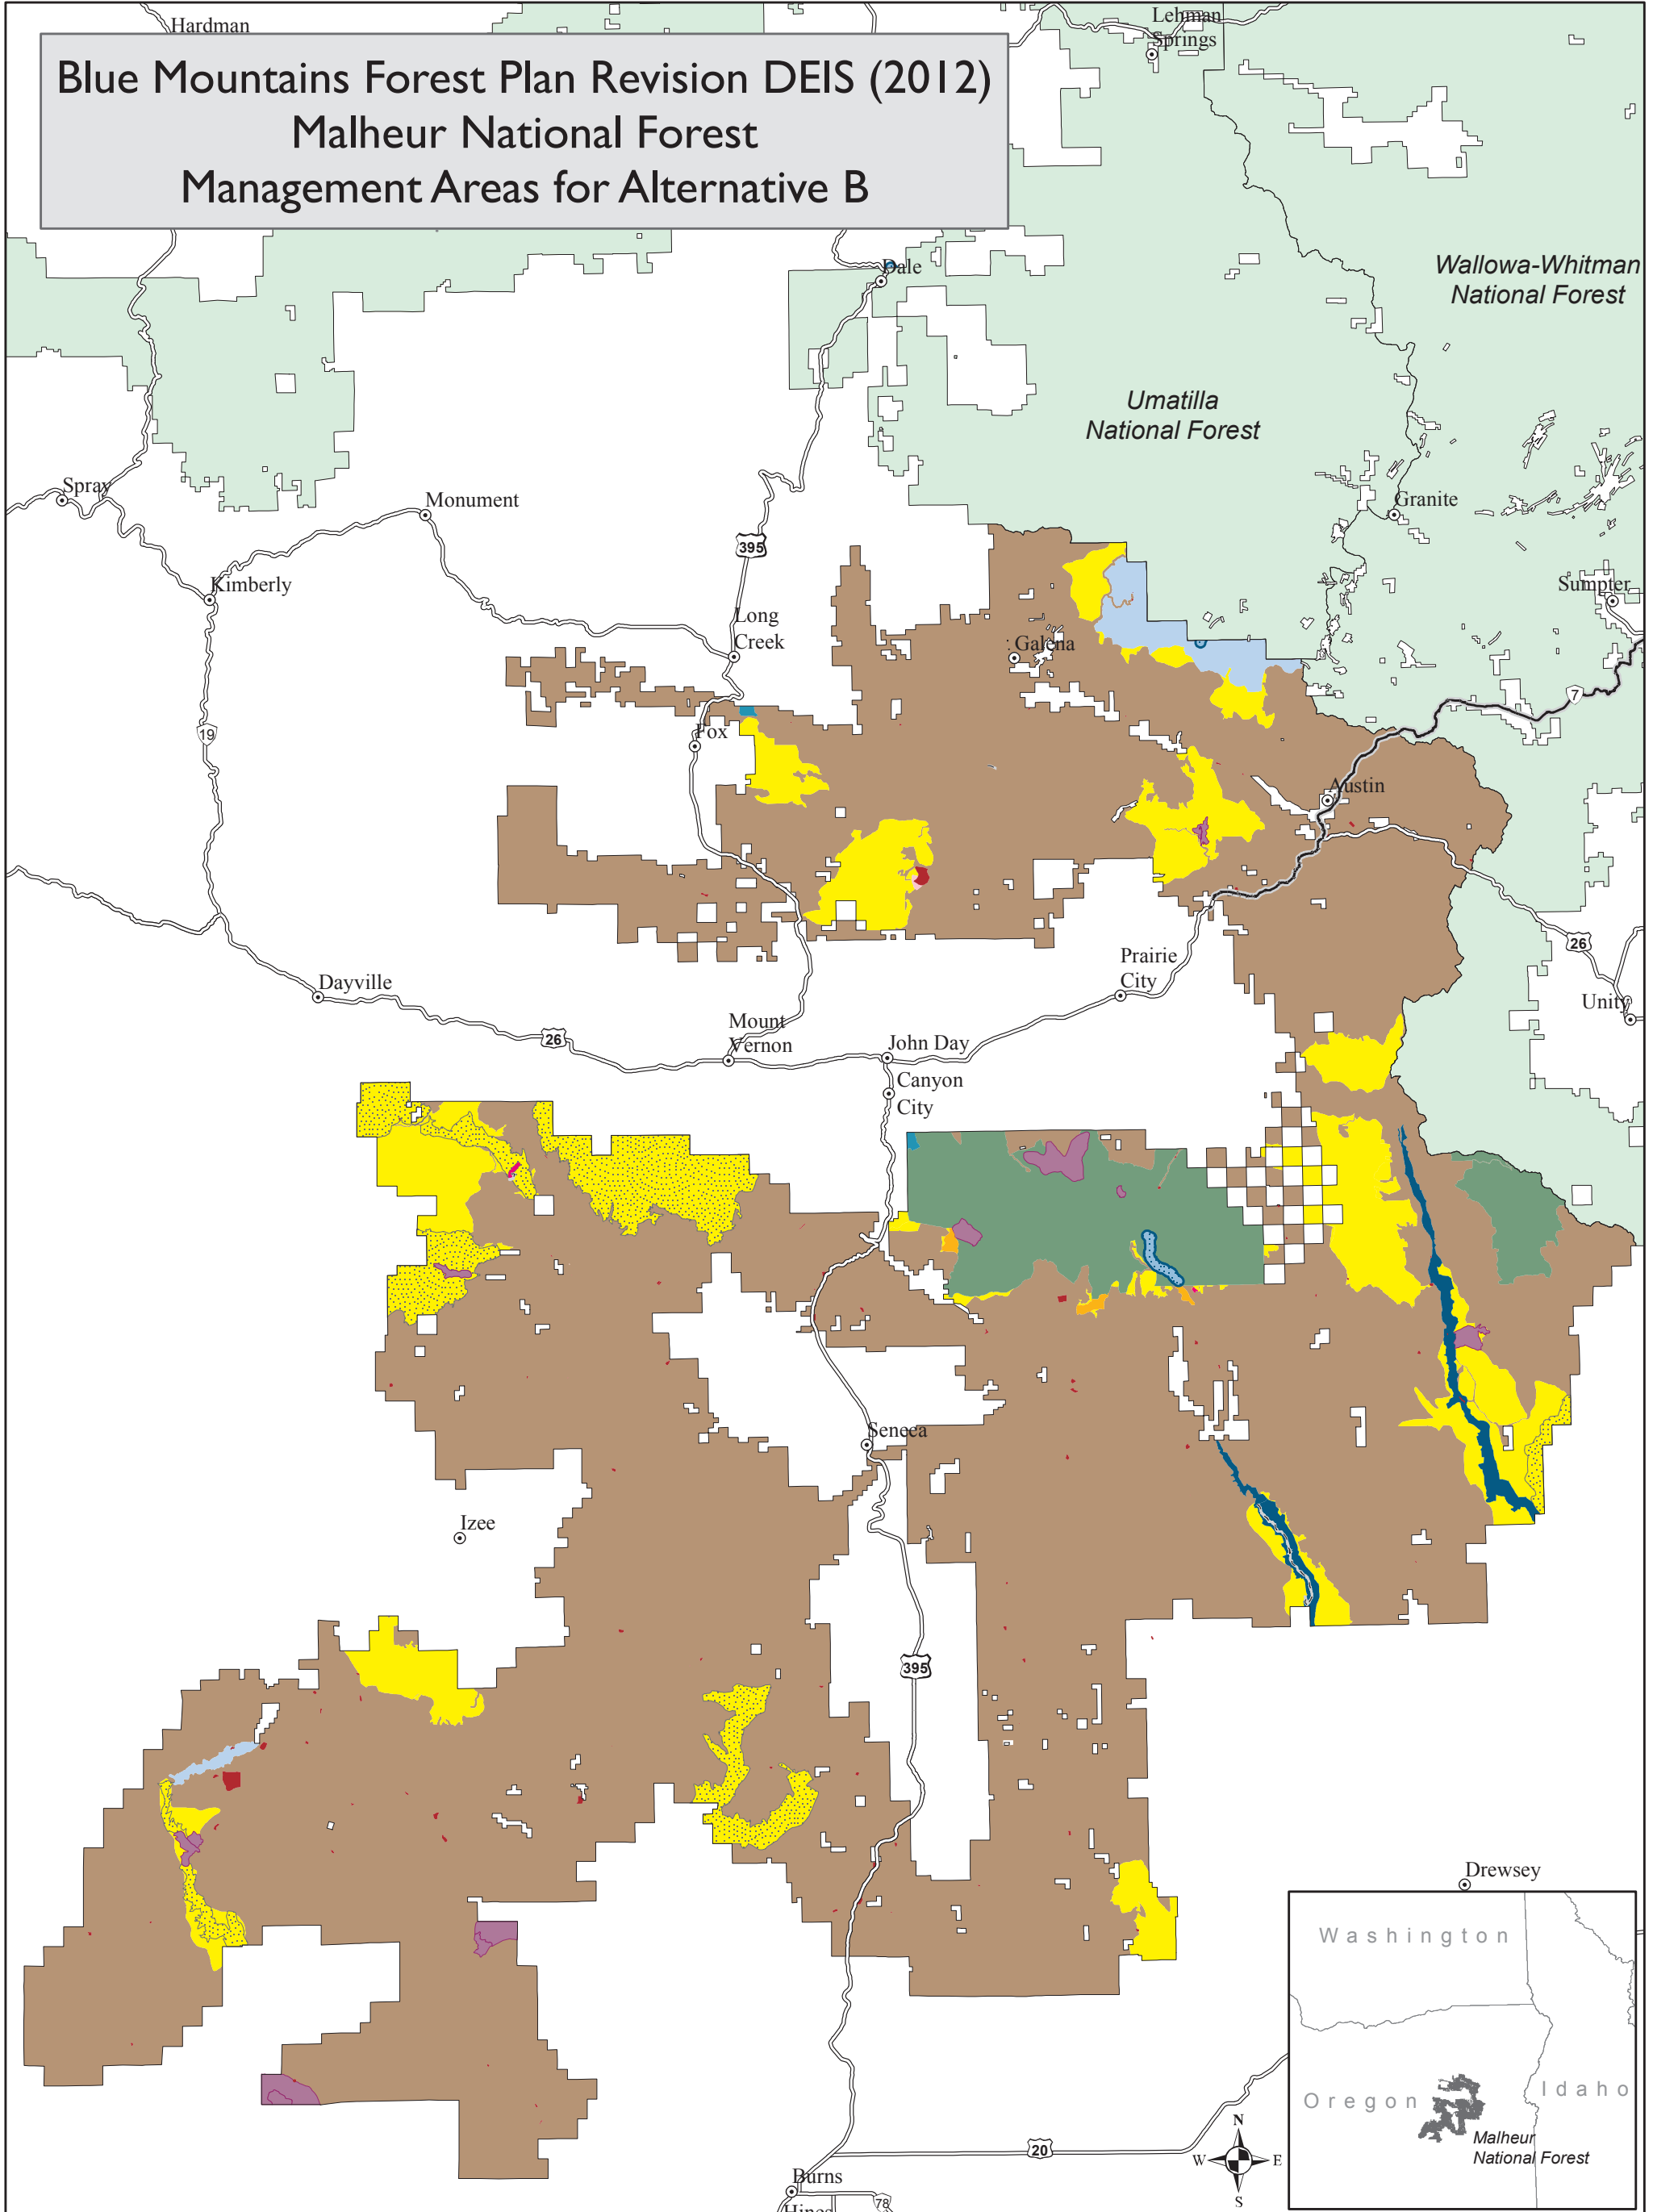 Hardman
Lehman
Springs
Blue Mountains Forest Plan Revision DEIS (2012)
Malheur National Forest
Management Areas for Alternative B
Dale
Wallowa-Whitman
National Forest
Umatilla
National Forest
Spray
Monument
Granite
395
Kimberly
Sumpter
Long
Creek
Galena
7
19
Fox
Austin
26
Prairie
City
Dayville
Unity
Mount
Vernon
26
John Day
Canyon
City
Seneca
Izee
395
Drewsey
Washington
Oregon
Idaho
Malheur
National Forest
N
W
E
S
20
Burns
Hines
78